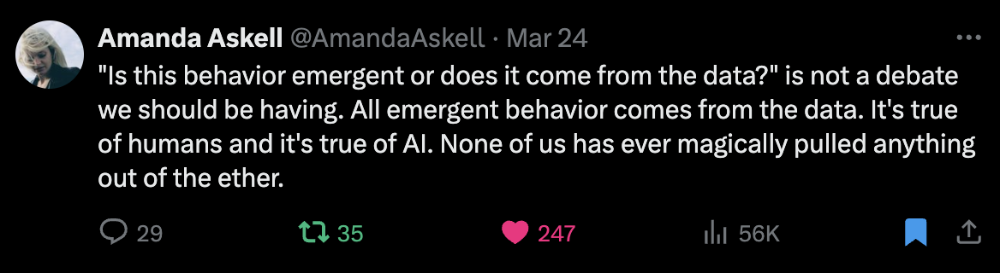 Amanda Askell @AmandaAskell · Mar 24
"Is this behavior emergent or does it come from the data?" is not a debate
we should be having. All emergent behavior comes from the data. It's true
of humans and it's true of AI. None of us has ever magically pulled anything
out of the ether.
29 35 247 56K